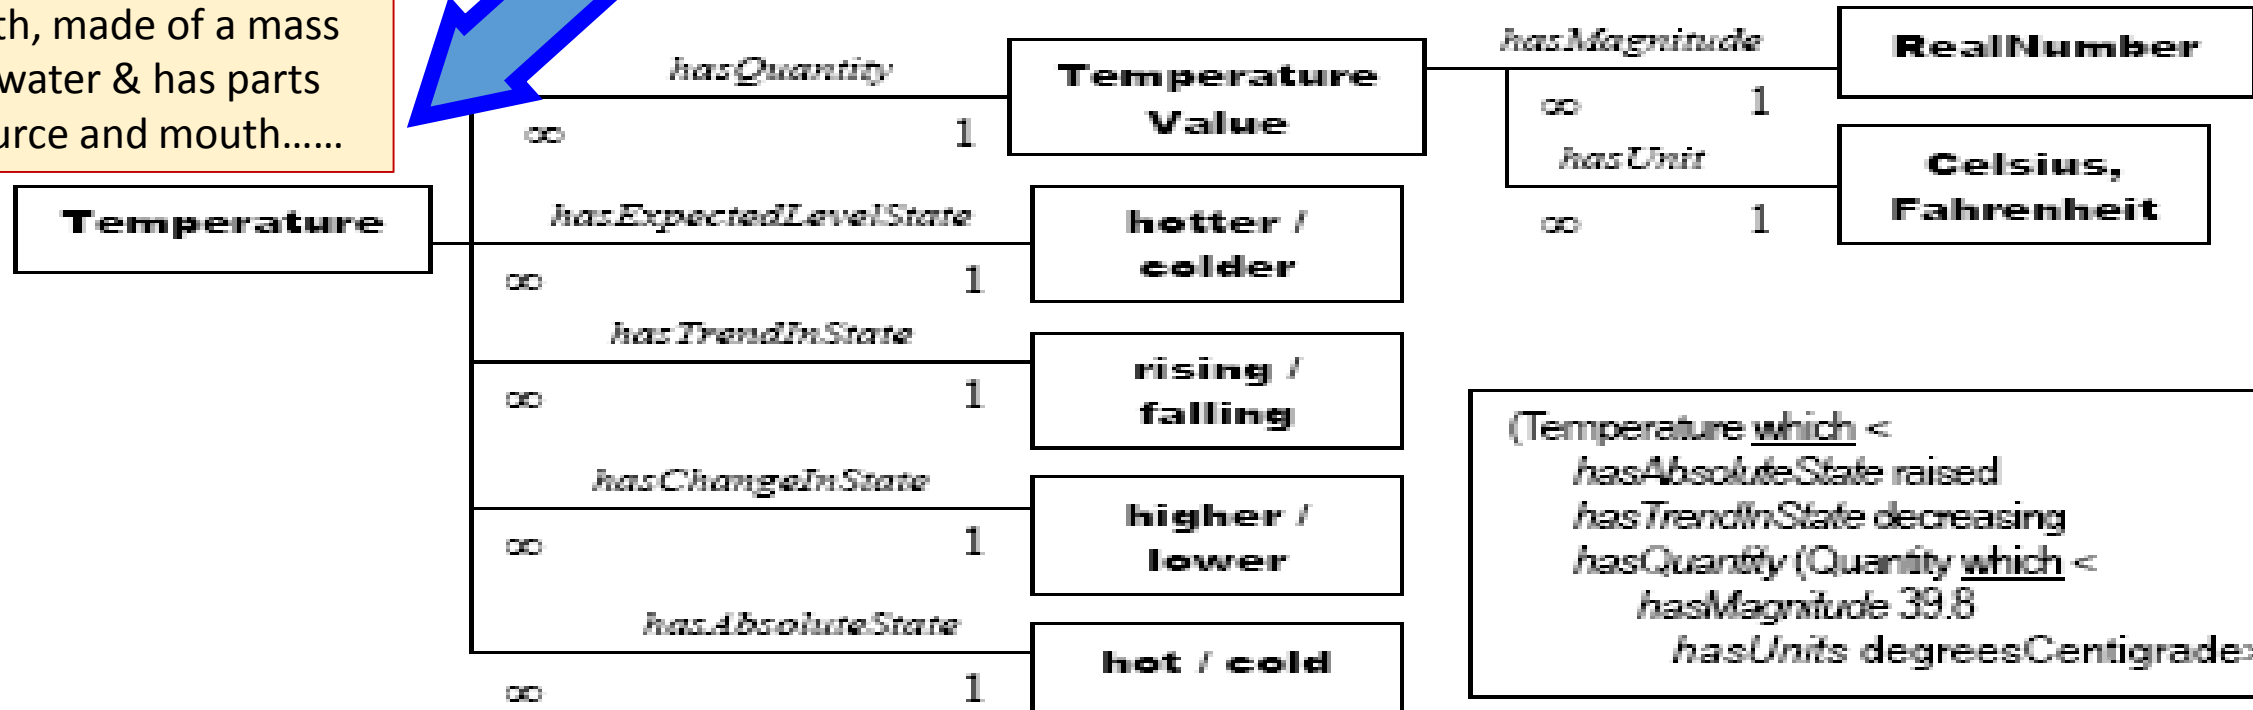 th, made of a mass
water & has parts
urce and mouth......
Temperature
hasQuantity
∞ 1
Temperature
Value
hasMagnitude
∞ 1
RealNumber
hasUnit
∞ 1
Celsius,
Fahrenheit
hasExpectedLevelState
∞ 1
hotter /
colder
hasTrendInState
∞ 1
rising /
falling
hasChangeInState
∞ 1
higher /
lower
hasAbsoluteState
∞ 1
hot / cold
(Temperature which <
hasAbsoluteState raised
hasTrendInState decreasing
hasQuantity (Quantity which <
hasMagnitude 39.8
hasUnits degreesCentigrade>